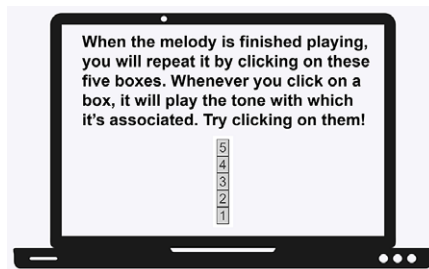 When the melody is finished playing,
you will repeat it by clicking on these
five boxes. Whenever you click on a
box, it will play the tone with which
it's associated. Try clicking on them!
5
4
3
2
1